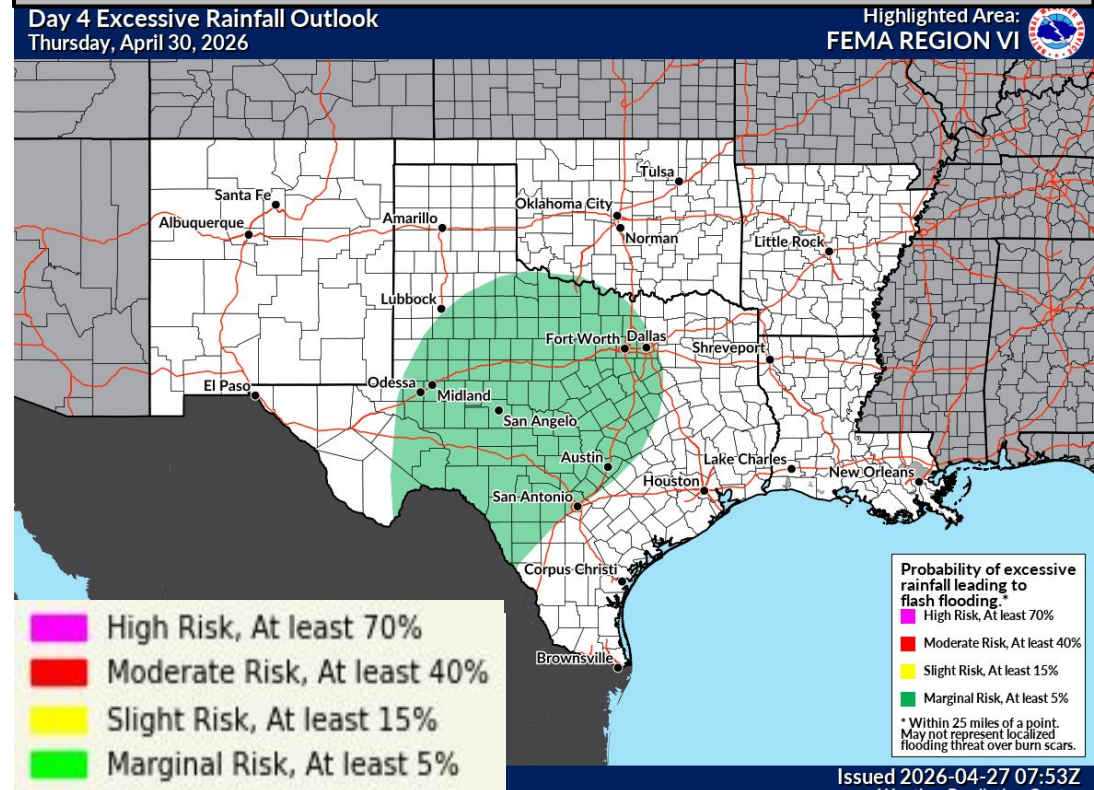 Day 4 Excessive Rainfall Outlook
Thursday, April 30, 2026
Highlighted Area:
FEMA REGION VI
Tulsa
Santa Fe
Oklahoma City
Albuquerque
Amarillo
Norman
Little Rock
Lubbock
Fort Worth
Dallas
Shreveport
El Paso
Odessa
Midland
San Angelo
Austin
Lake Charles
New Orleans
Houston
San Antonio
Corpus Christi
Brownsville
Probability of excessive
rainfall leading to
flash flooding.*
High Risk, At least 70%
Moderate Risk, At least 40%
Slight Risk, At least 15%
Marginal Risk, At least 5%
* Within 25 miles of a point.
May not represent localized
flooding threat over burn scars.
High Risk, At least 70%
Moderate Risk, At least 40%
Slight Risk, At least 15%
Marginal Risk, At least 5%
Issued 2026-04-27 07:53Z